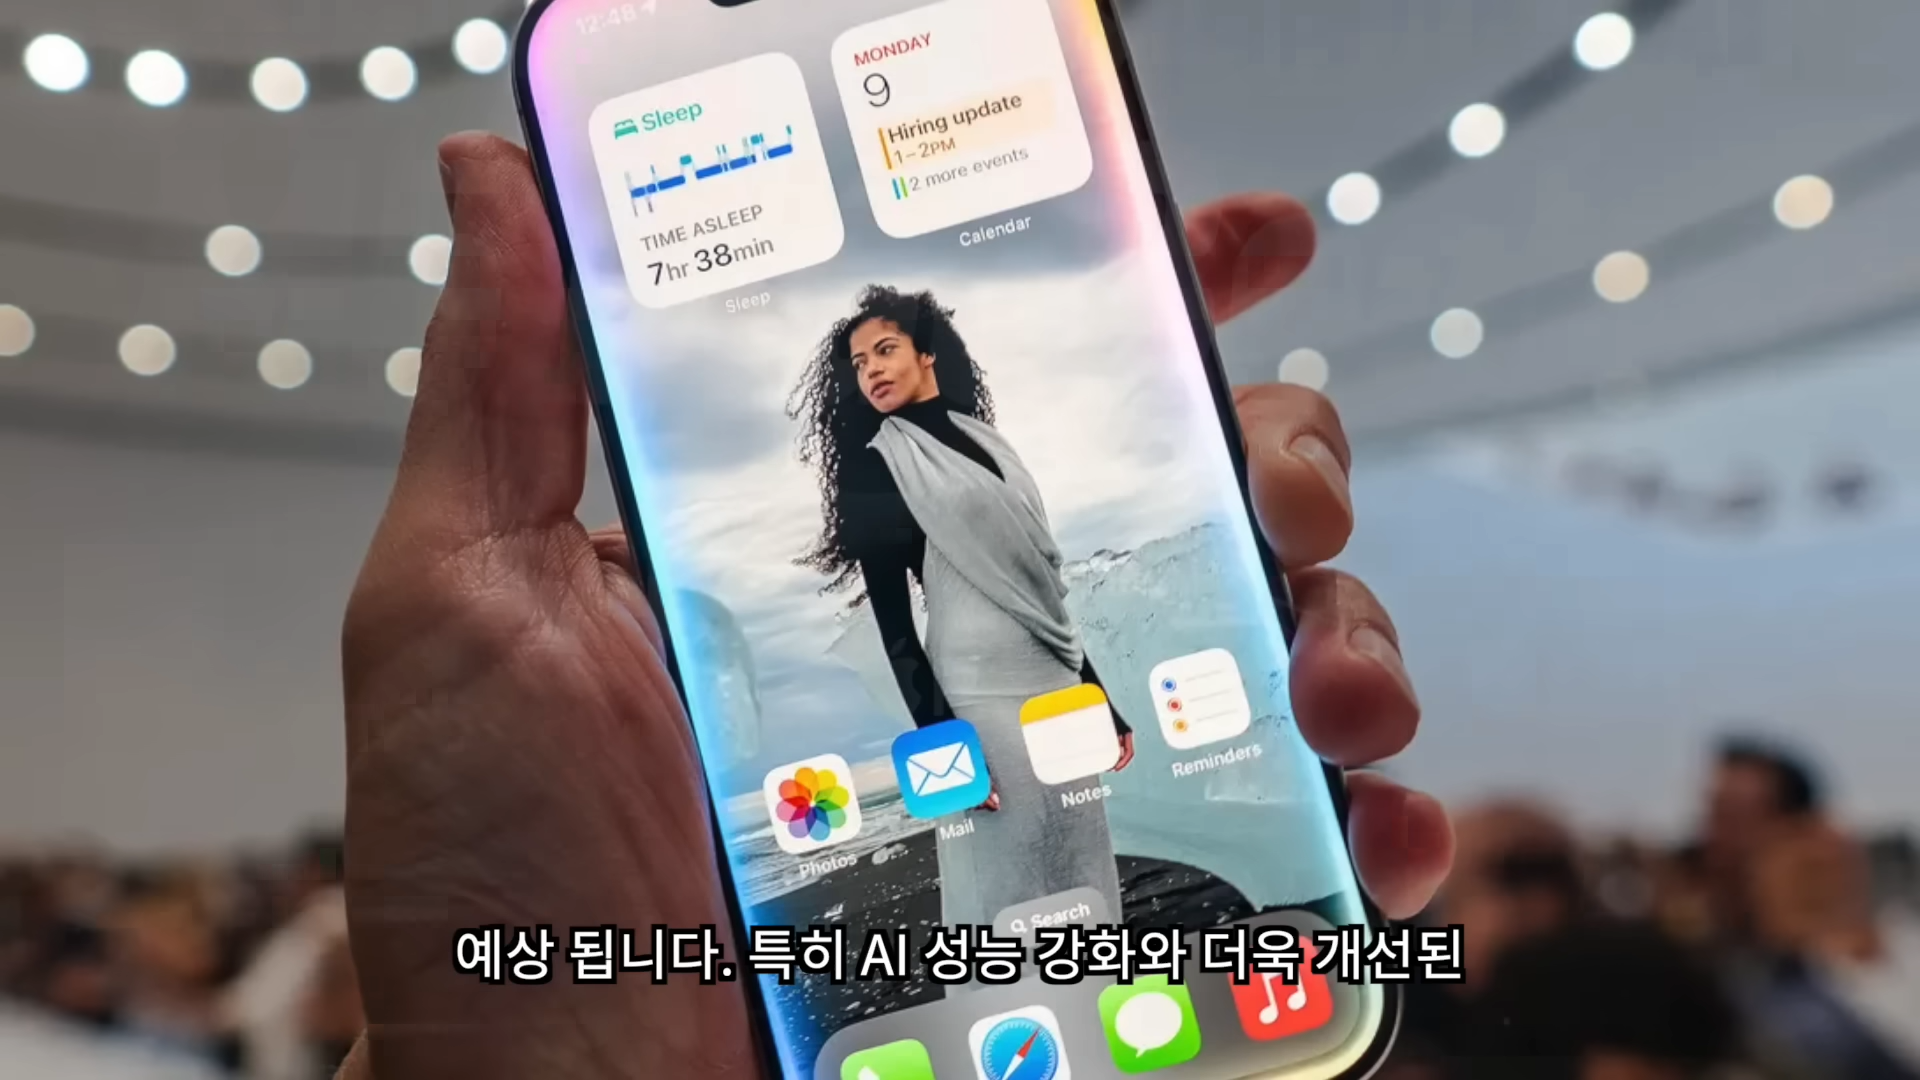 12:48
Sleep
TIME ASLEEP
7hr 38min
Sleep
MONDAY
9
Hiring update
1–2PM
2 more events
Calendar
Photos
Mail
Notes
Reminders
Search
예상 됩니다. 특히 AI 성능 강화와 더욱 개선된